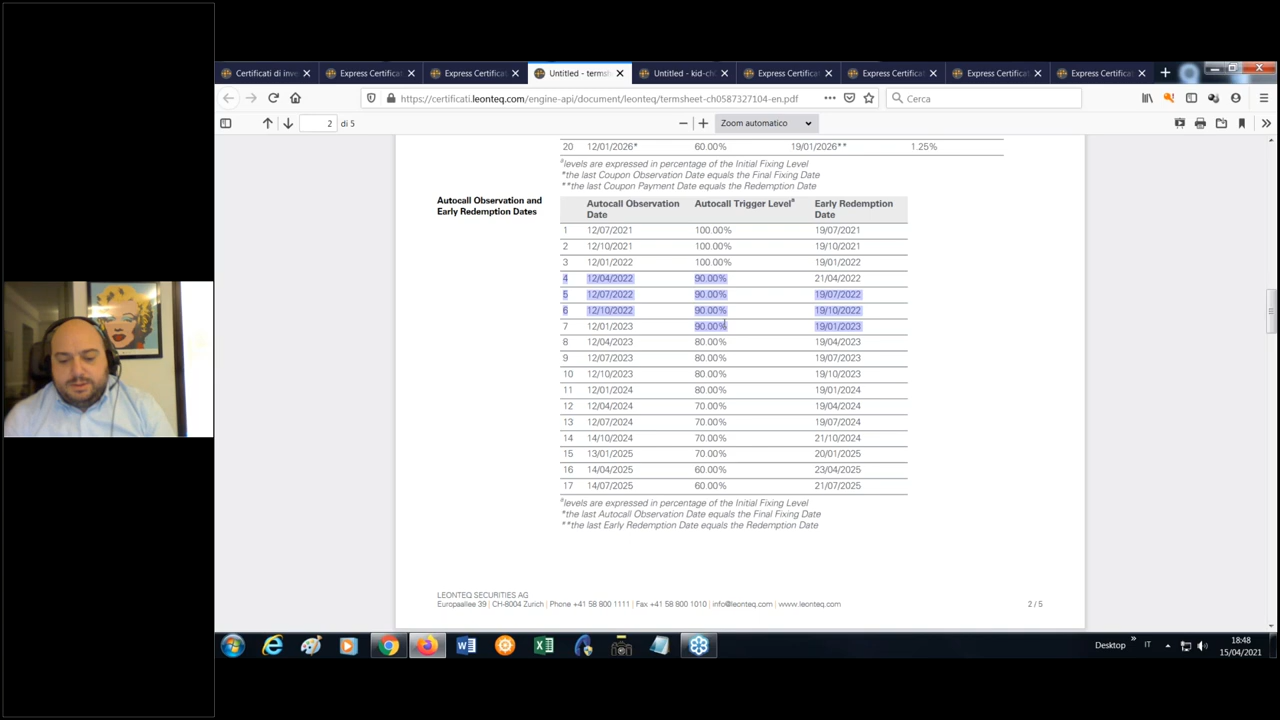 Certificati di inve
Express Certificat
Express Certificat
Untitled - termsh
Untitled - kid-ch
Express Certificat
Express Certificat
Express Certificat
Express Certificat
https://certificati.leonteq.com/engine-api/document/leonteq/termsheet-ch0587327104-en.pdf
Cerca
2 di 5
Zoom automatico
20 12/01/2026* 60.00% 19/01/2026** 1.25%
a levels are expressed in percentage of the Initial Fixing Level
*the last Coupon Observation Date equals the Final Fixing Date
**the last Coupon Payment Date equals the Redemption Date
Autocall Observation and
Early Redemption Dates
Autocall Observation Date
Autocall Trigger Level a
Early Redemption Date
1 12/07/2021 100.00% 19/07/2021
2 12/10/2021 100.00% 19/10/2021
3 12/01/2022 100.00% 19/01/2022
4 12/04/2022 90.00% 21/04/2022
5 12/07/2022 90.00% 19/07/2022
6 12/10/2022 90.00% 19/10/2022
7 12/01/2023 90.00% 19/01/2023
8 12/04/2023 80.00% 19/04/2023
9 12/07/2023 80.00% 19/07/2023
10 12/10/2023 80.00% 19/10/2023
11 12/01/2024 80.00% 19/01/2024
12 12/04/2024 70.00% 19/04/2024
13 12/07/2024 70.00% 19/07/2024
14 14/10/2024 70.00% 21/10/2024
15 13/01/2025 70.00% 20/01/2025
16 14/04/2025 60.00% 23/04/2025
17 14/07/2025 60.00% 21/07/2025
a levels are expressed in percentage of the Initial Fixing Level
*the last Autocall Observation Date equals the Final Fixing Date
**the last Early Redemption Date equals the Redemption Date
LEONTEQ SECURITIES AG
Europaallee 39 | CH-8004 Zurich | Phone +41 58 800 1111 | Fax +41 58 800 1010 | info@leonteq.com | www.leonteq.com
2 / 5
Desktop
IT
18:48
15/04/2021